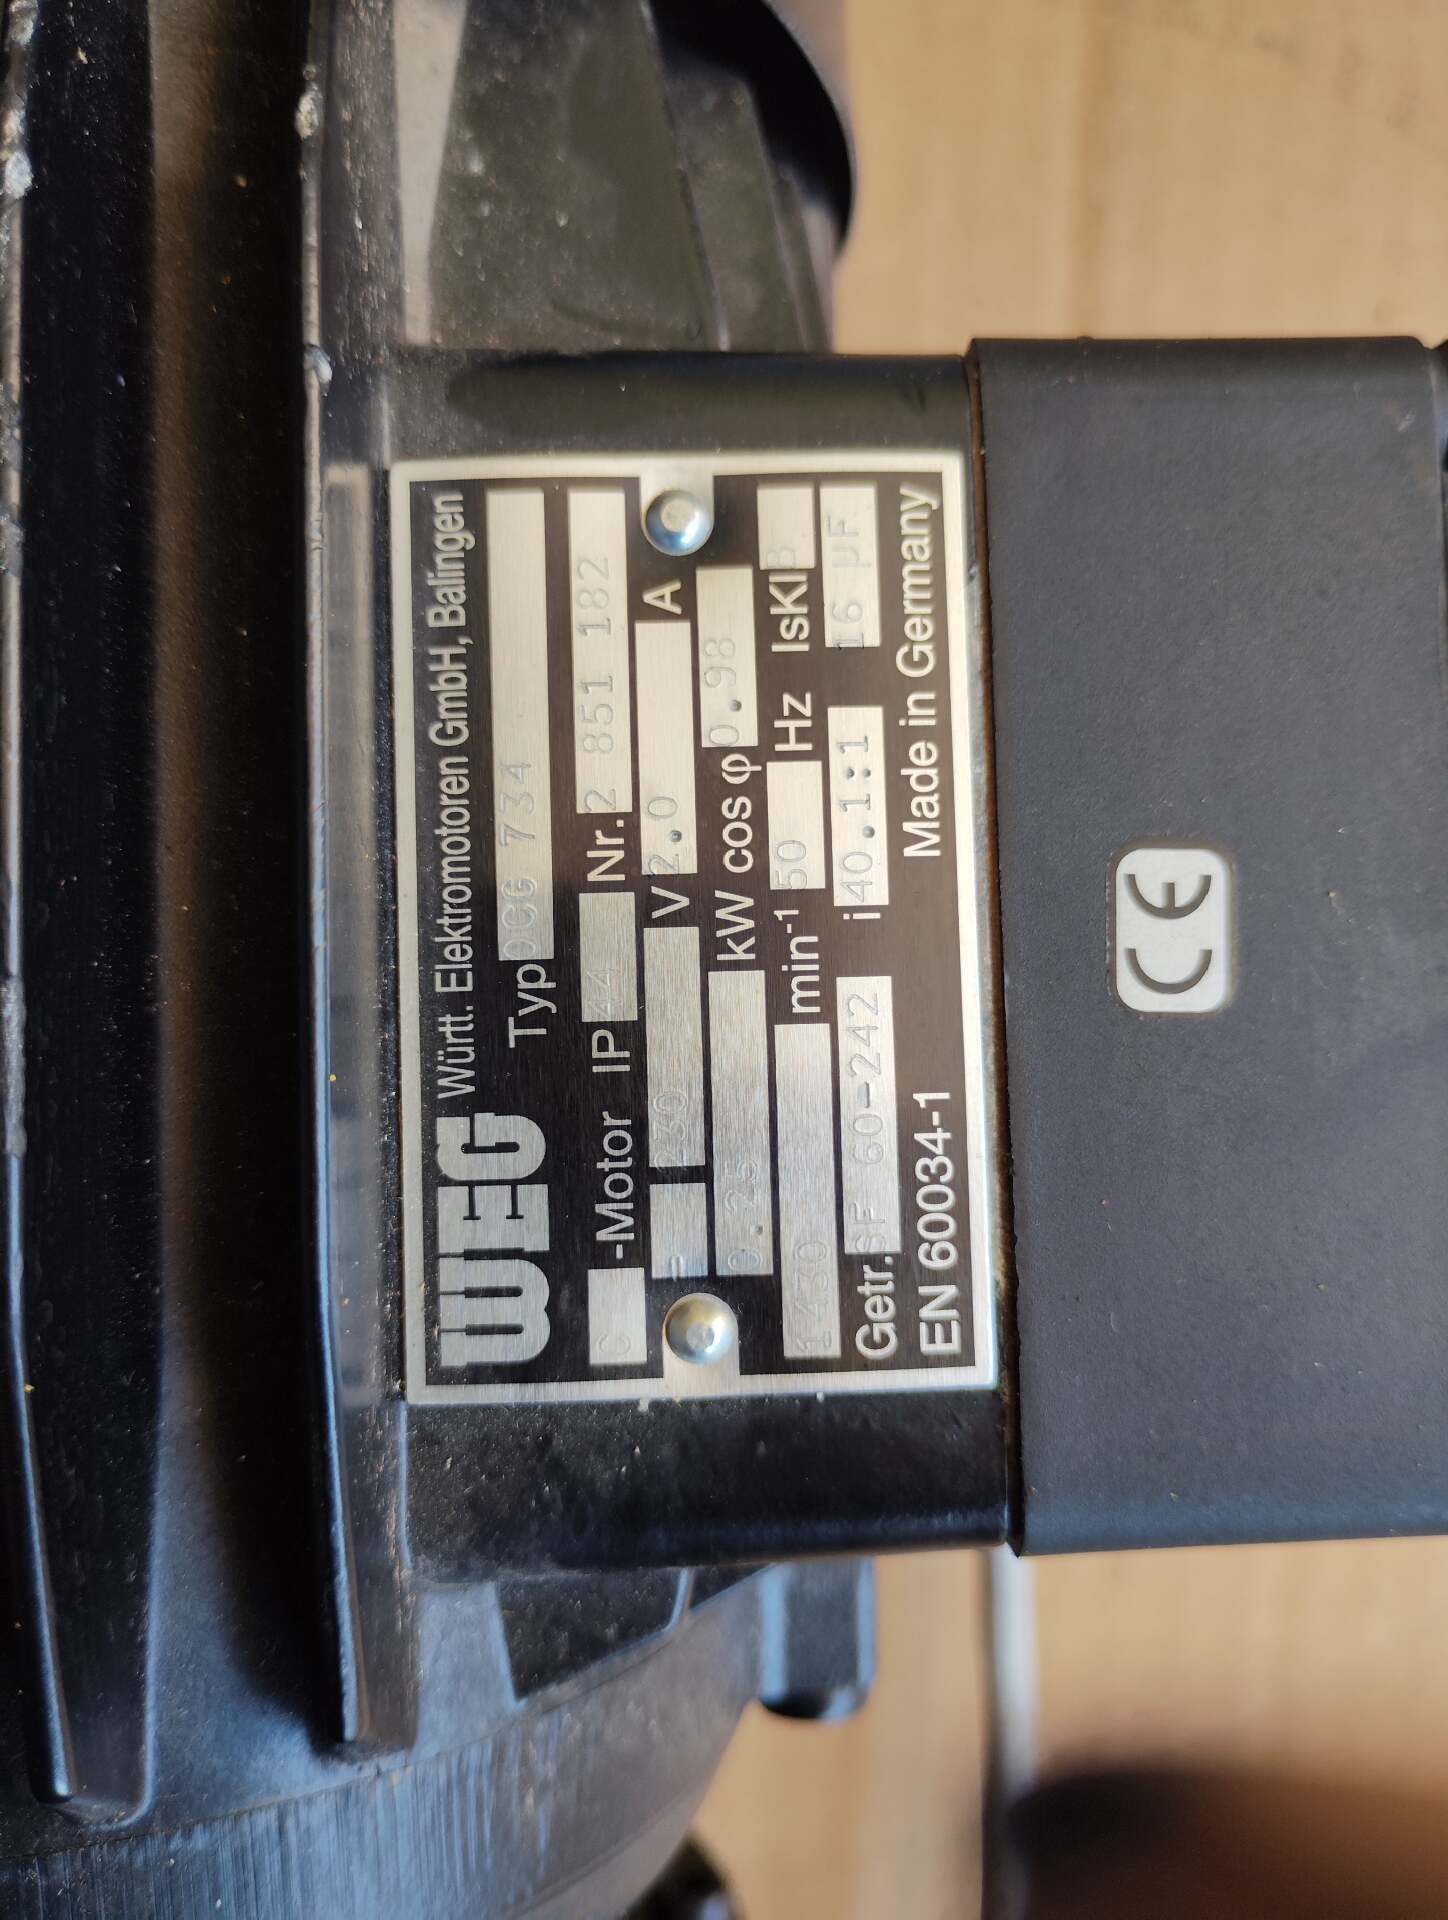 WEG Württ. Elektromotoren GmbH, Balingen
Typ OCG 734
C -Motor IP 44 Nr. 2 851 182
230 V 2.0 A
0.25 kW cos φ 0.98
1430 min-1 50 Hz IsKl B
Getr. SF 60-242 i 40.1:1 16 µF
EN 60034-1 Made in Germany
CE